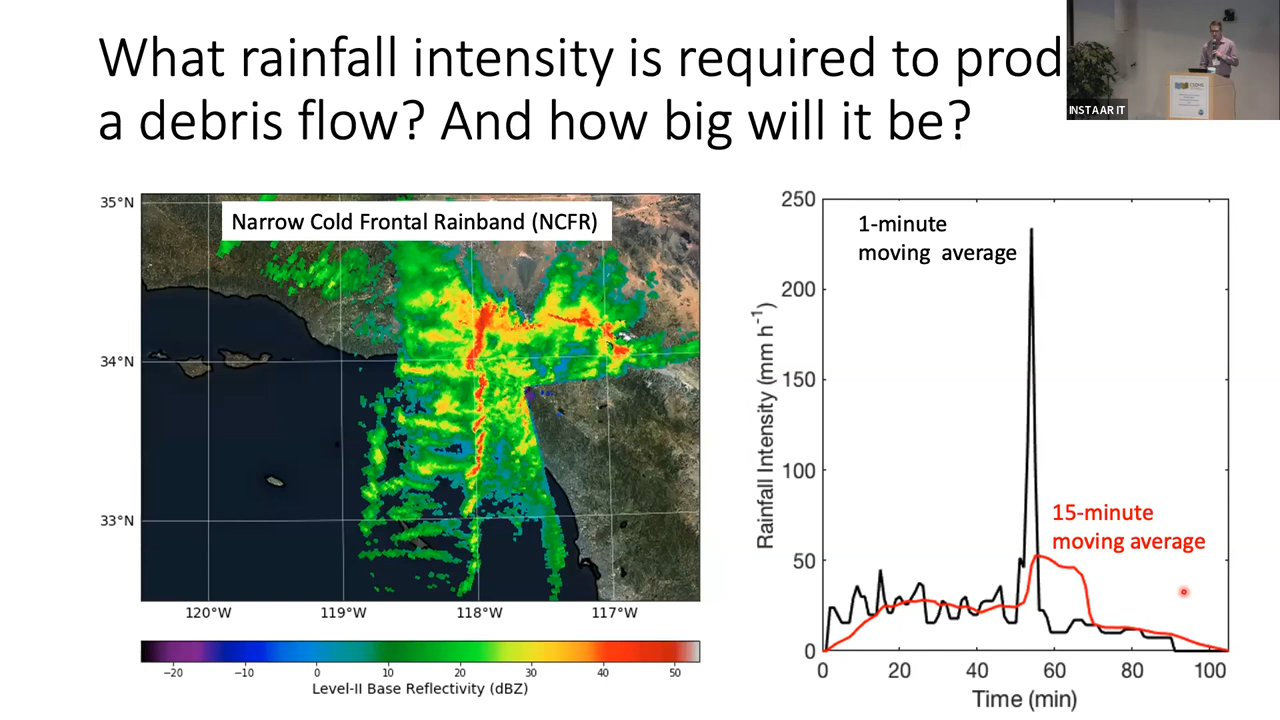 What rainfall intensity is required to prod
a debris flow? And how big will it be?
INSTAAR IT
Narrow Cold Frontal Rainband (NCFR)
35°N
34°N
33°N
120°W
119°W
118°W
117°W
−20
−10
0
10
20
30
40
50
Level-II Base Reflectivity (dBZ)
1-minute
moving average
15-minute
moving average
Rainfall Intensity (mm h⁻¹)
250
200
150
100
50
0
0
20
40
60
80
100
Time (min)